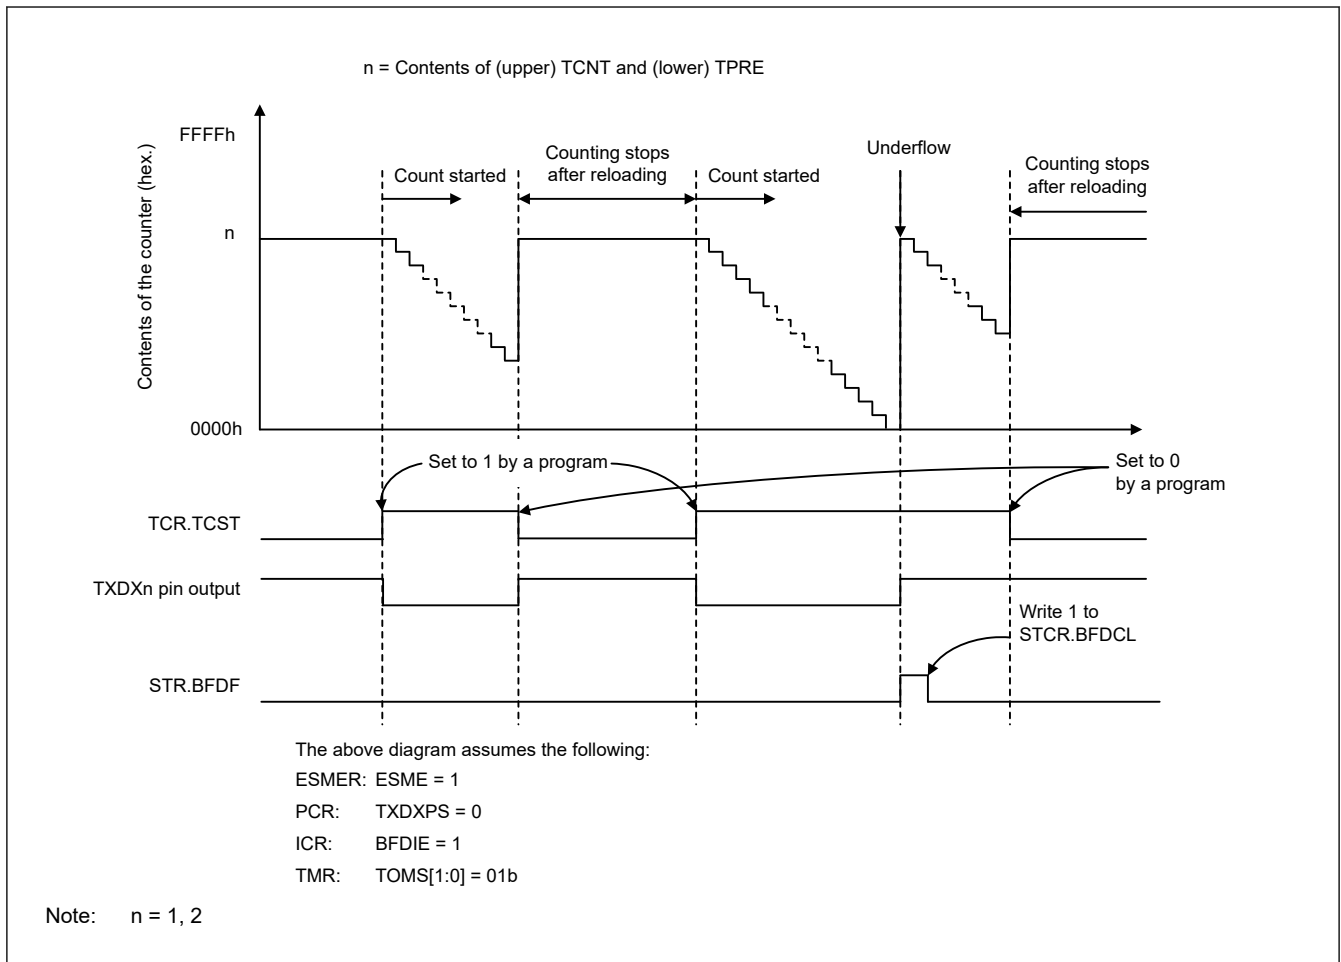 n = Contents of (upper) TCNT and (lower) TPRE
Contents of the counter (hex.)
FFFFh
n
0000h
Count started
Counting stops
after reloading
Count started
Underflow
Counting stops
after reloading
Set to 1 by a program
Set to 0
by a program
TCR.TCST
TXDXn pin output
Write 1 to
STCR.BFDCL
STR.BFDF
The above diagram assumes the following:
ESMER: ESME = 1
PCR: TXDXPS = 0
ICR: BFDIE = 1
TMR: TOMS[1:0] = 01b
Note: n = 1, 2